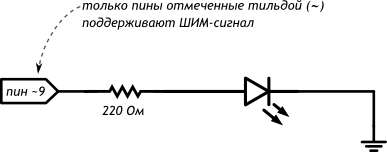 только пины отмеченные тильдой (~)
поддерживают ШИМ-сигнал
пин ~9
220 Ом